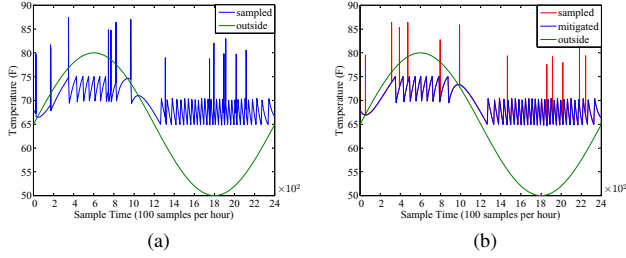 90
85
80
75
70
65
60
55
50
Temperature (F)
sampled
outside
0 2 4 6 8 10 12 14 16 18 20 22 24
×10²
Sample Time (100 samples per hour)
(a)
90
85
80
75
70
65
60
55
50
Temperature (F)
sampled
mitigated
outside
0 2 4 6 8 10 12 14 16 18 20 22 24
×10²
Sample Time (100 samples per hour)
(b)